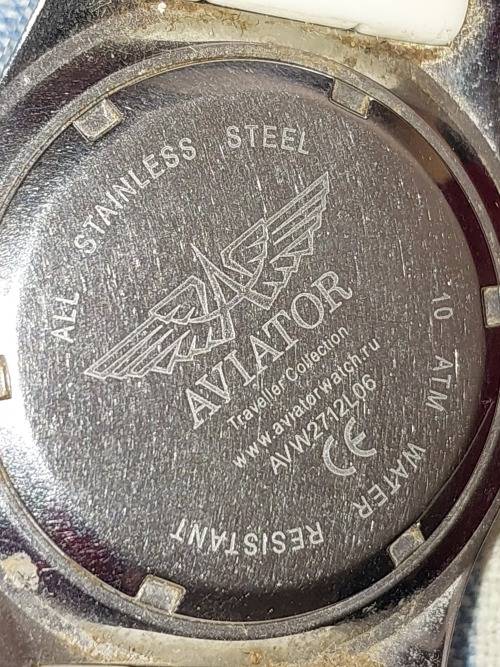 ALL STAINLESS STEEL
10 ATM WATER RESISTANT
AVIATOR
Traveller Collection
www.aviatorwatch.ru
AVW2712L06
CE